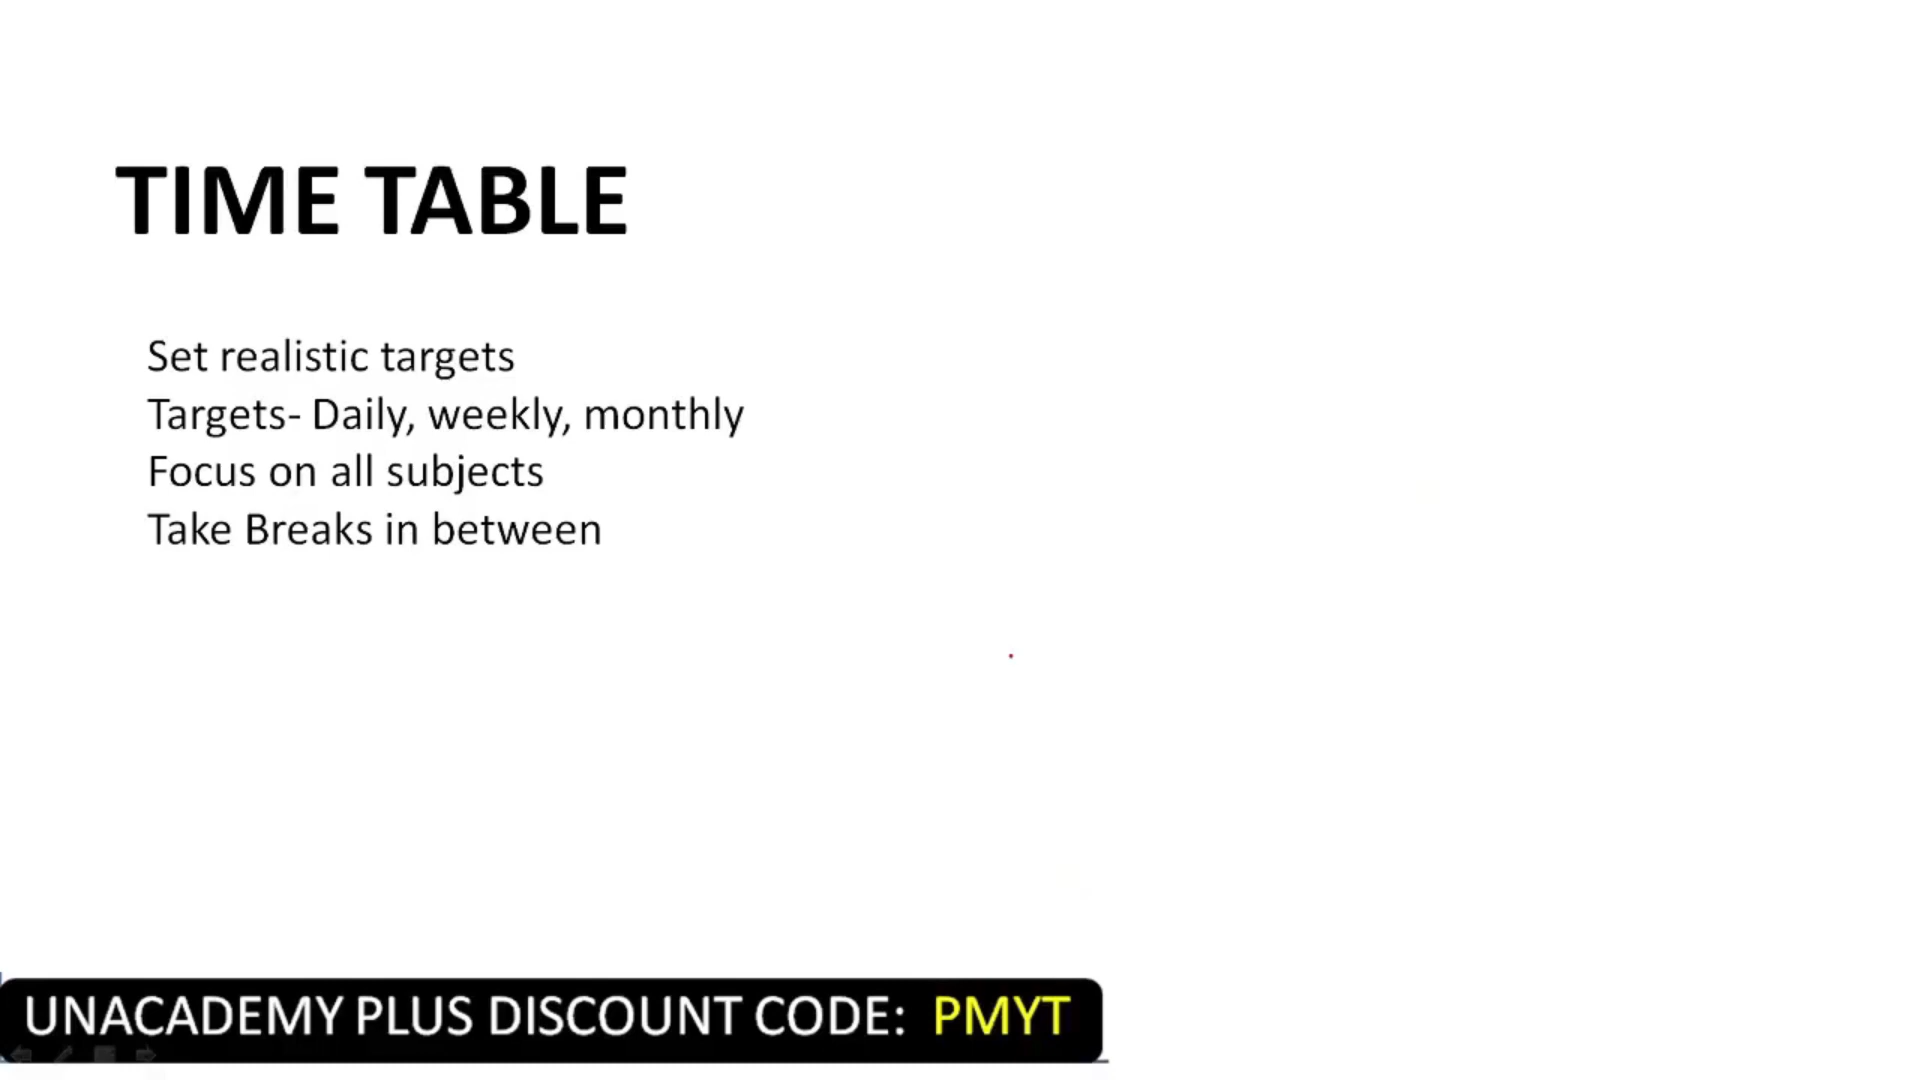 TIME TABLE
Set realistic targets
Targets- Daily, weekly, monthly
Focus on all subjects
Take Breaks in between
UNACADEMY PLUS DISCOUNT CODE: PMYT